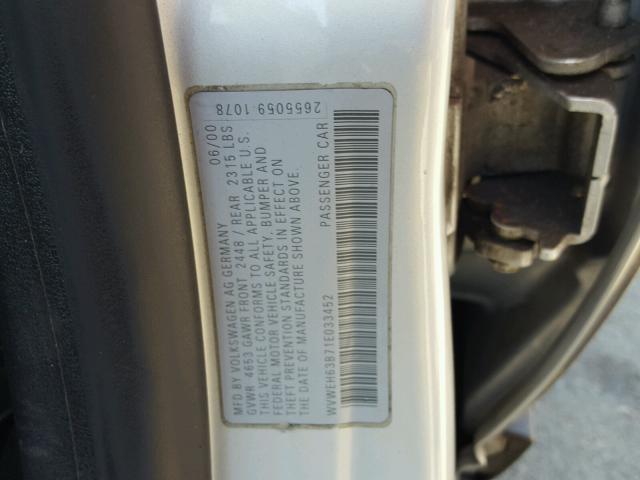 MFD BY VOLKSWAGEN AG GERMANY 06/00
GVWR 4653 GAWR FRONT 2448 / REAR 2315 LBS
THIS VEHICLE CONFORMS TO ALL APPLICABLE U.S.
FEDERAL MOTOR VEHICLE SAFETY, BUMPER AND
THEFT PREVENTION STANDARDS IN EFFECT ON
THE DATE OF MANUFACTURE SHOWN ABOVE.
WVWEH63B71E033452 PASSENGER CAR
2655059 1078